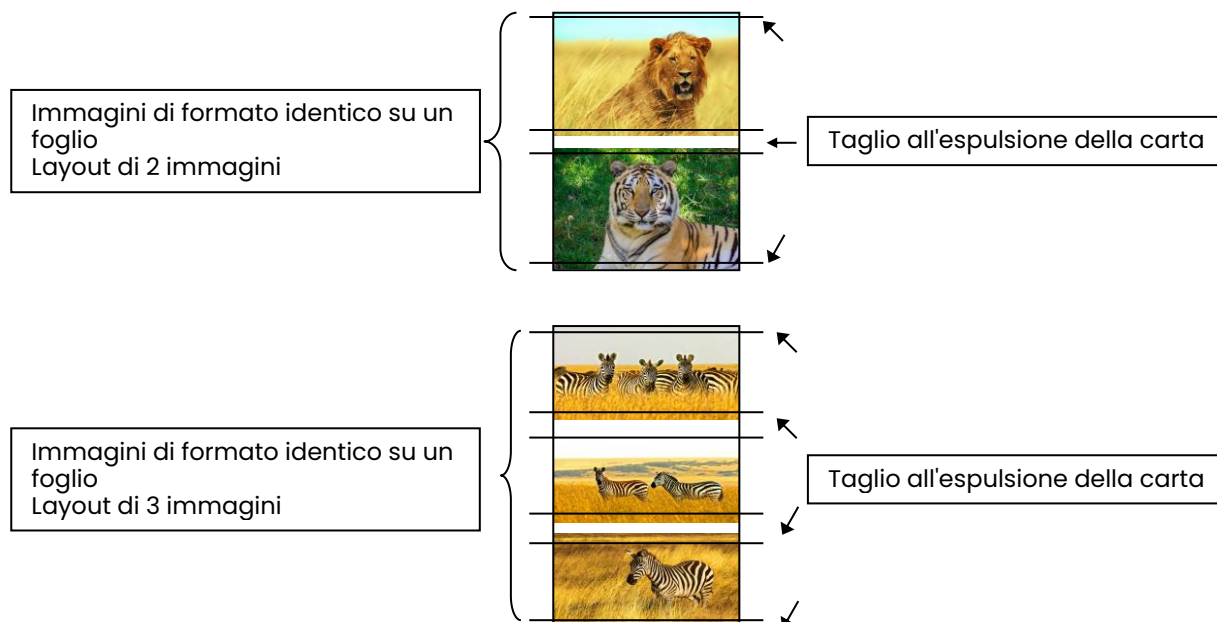 Immagini di formato identico su un
foglio
Layout di 2 immagini
Taglio all'espulsione della carta
Immagini di formato identico su un
foglio
Layout di 3 immagini
Taglio all'espulsione della carta